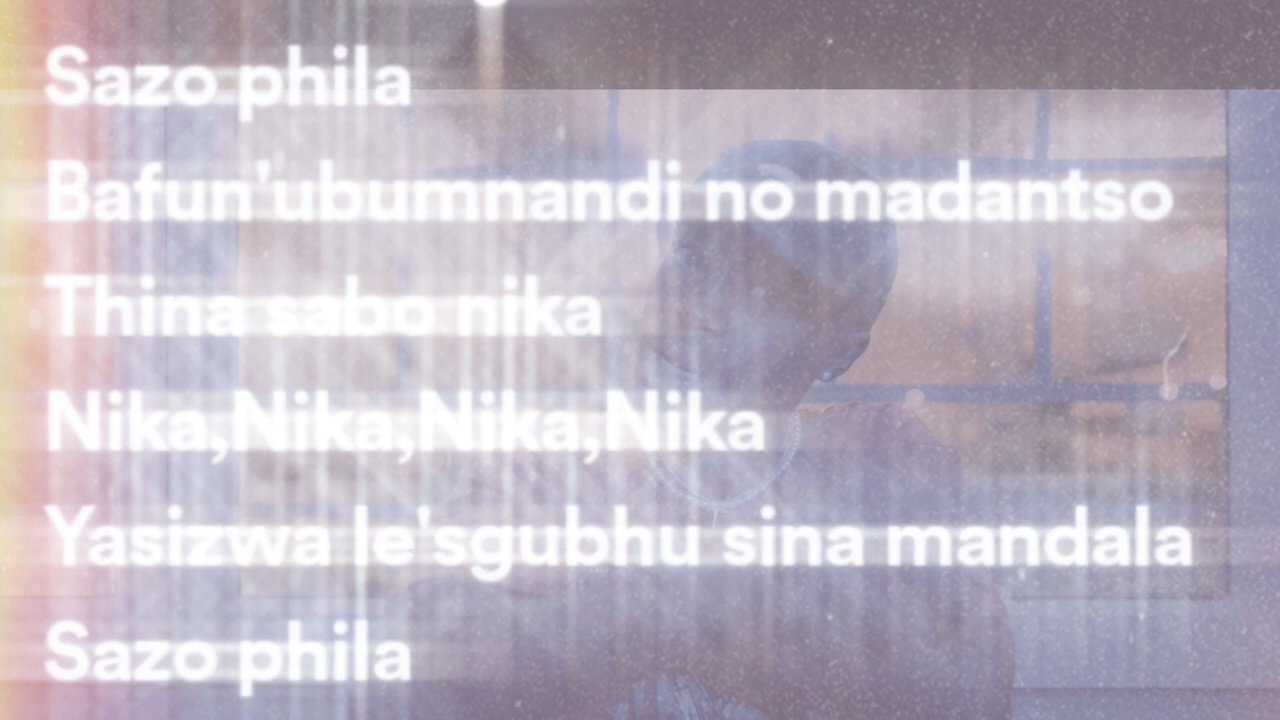 Sazo phila
Bafun'ubumnandi no madantso
Thina sabo nika
Nika,Nika,Nika,Nika
Yasizwa le'sgubhu sina mandala
Sazo phila